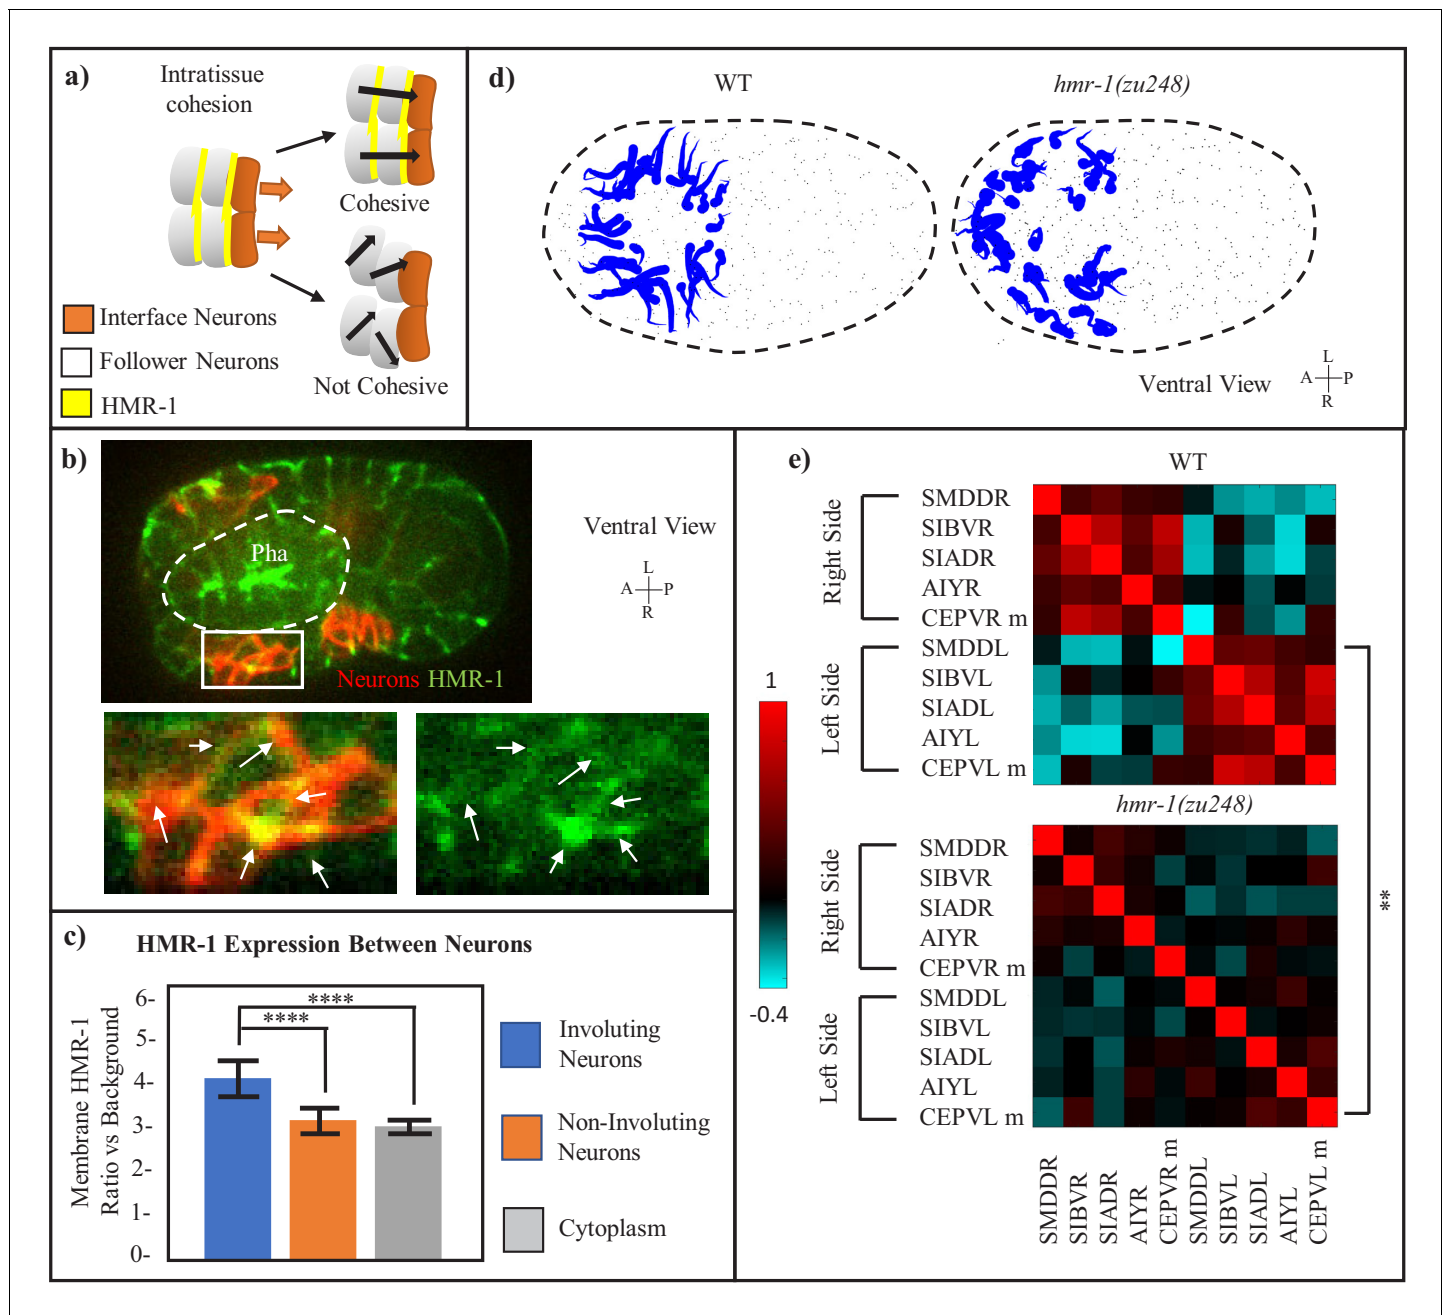 a)
Intratissue
cohesion
Cohesive
Not Cohesive
Interface Neurons
Follower Neurons
HMR-1
d)
WT
hmr-1(zu248)
Ventral View
L
A
P
R
b)
Pha
Neurons HMR-1
Ventral View
L
A
P
R
c)
HMR-1 Expression Between Neurons
Membrane HMR-1
Ratio vs Background
6-
5-
4-
3-
2-
1-
0-
****
****
Involuting
Neurons
Non-Involuting
Neurons
Cytoplasm
e)
WT
Right Side
SMDDR
SIBVR
SIADR
AIYR
CEPVR m
Left Side
SMDDL
SIBVL
SIADL
AIYL
CEPVL m
1
-0.4
hmr-1(zu248)
Right Side
SMDDR
SIBVR
SIADR
AIYR
CEPVR m
Left Side
SMDDL
SIBVL
SIADL
AIYL
CEPVL m
**
SMDDR
SIBVR
SIADR
AIYR
CEPVR m
SMDDL
SIBVL
SIADL
AIYL
CEPVL m